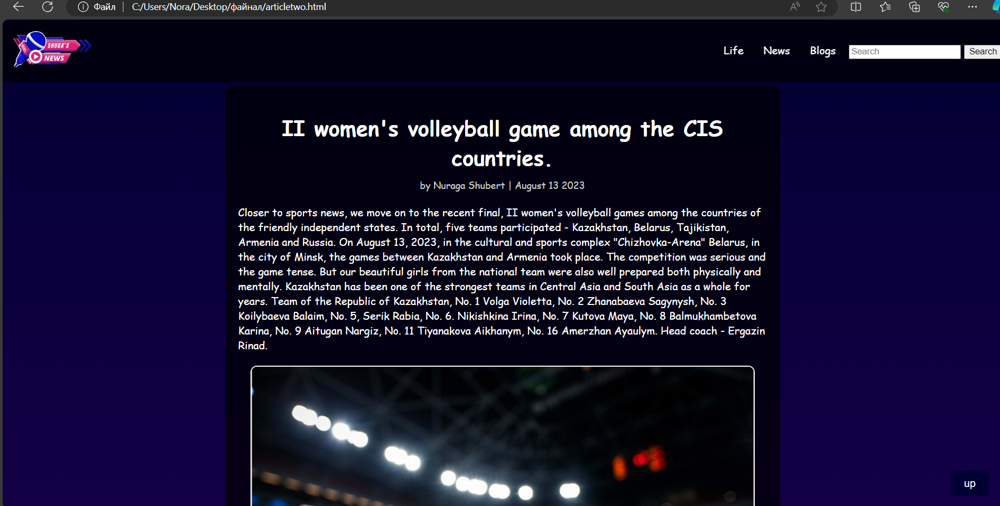 Файл | C:/Users/Nora/Desktop/файнал/articletwo.html
NEWS
SHUGA'S
NEWS
Life News Blogs Search Search
II women's volleyball game among the CIS
countries.
by Nuraga Shubert | August 13 2023
Closer to sports news, we move on to the recent final, II women's volleyball games among the countries of
the friendly independent states. In total, five teams participated - Kazakhstan, Belarus, Tajikistan,
Armenia and Russia. On August 13, 2023, in the cultural and sports complex "Chizhovka-Arena" Belarus, in
the city of Minsk, the games between Kazakhstan and Armenia took place. The competition was serious and
the game tense. But our beautiful girls from the national team were also well prepared both physically and
mentally. Kazakhstan has been one of the strongest teams in Central Asia and South Asia as a whole for
years. Team of the Republic of Kazakhstan, No. 1 Volga Violetta, No. 2 Zhanabaeva Sagynysh, No. 3
Koilybaeva Balaim, No. 5, Serik Rabia, No. 6. Nikishkina Irina, No. 7 Kutova Maya, No. 8 Balmukhambetova
Karina, No. 9 Aitugan Nargiz, No. 11 Tiyanakova Aikhanym, No. 16 Amerzhan Ayaulym. Head coach - Ergazin
Rinad.
up